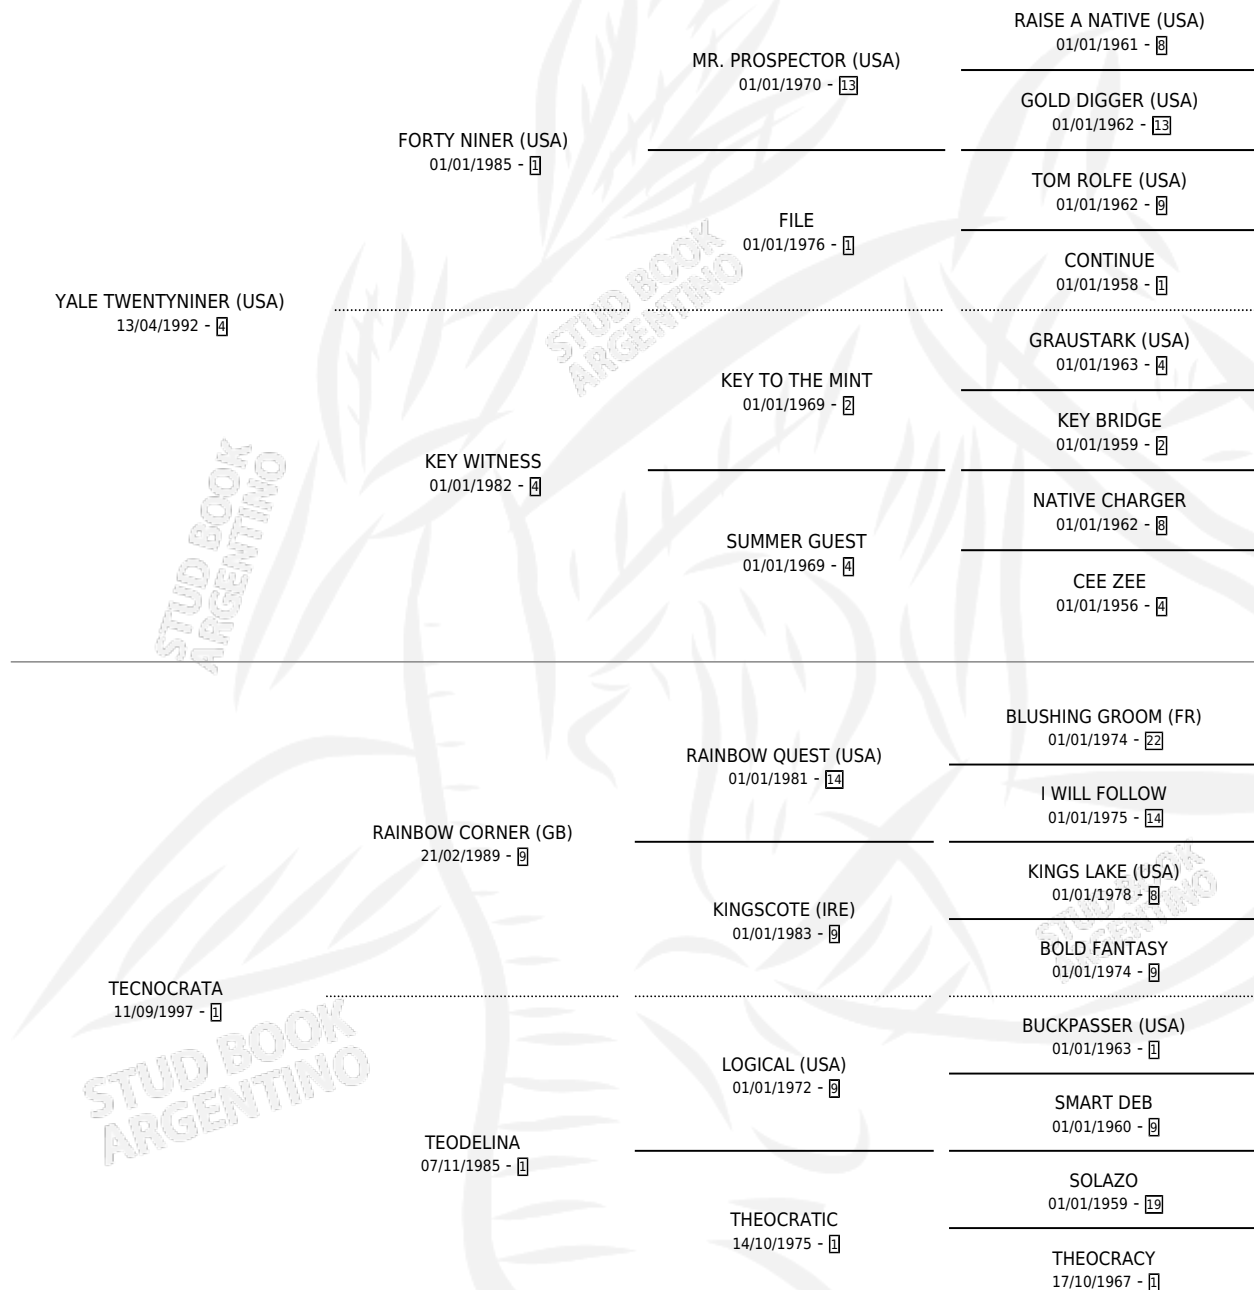 RAISE A NATIVE (USA)
01/01/1961 - 8
MR. PROSPECTOR (USA)
01/01/1970 - 13
GOLD DIGGER (USA)
01/01/1962 - 13
FORTY NINER (USA)
01/01/1985 - 1
TOM ROLFE (USA)
01/01/1962 - 9
FILE
01/01/1976 - 1
CONTINUE
01/01/1958 - 1
YALE TWENTYNINER (USA)
13/04/1992 - 4
GRAUSTARK (USA)
01/01/1963 - 4
KEY TO THE MINT
01/01/1969 - 2
KEY BRIDGE
01/01/1959 - 2
KEY WITNESS
01/01/1982 - 4
NATIVE CHARGER
01/01/1962 - 8
SUMMER GUEST
01/01/1969 - 4
CEE ZEE
01/01/1956 - 4
BLUSHING GROOM (FR)
01/01/1974 - 22
RAINBOW QUEST (USA)
01/01/1981 - 14
I WILL FOLLOW
01/01/1975 - 14
RAINBOW CORNER (GB)
21/02/1989 - 9
KINGS LAKE (USA)
01/01/1978 - 8
KINGSCOTE (IRE)
01/01/1983 - 9
BOLD FANTASY
01/01/1974 - 9
TECNOCRATA
11/09/1997 - 1
BUCKPASSER (USA)
01/01/1963 - 1
LOGICAL (USA)
01/01/1972 - 9
SMART DEB
01/01/1960 - 9
TEODELINA
07/11/1985 - 1
SOLAZO
01/01/1959 - 19
THEOCRATIC
14/10/1975 - 1
THEOCRACY
17/10/1967 - 1
STUD BOOK
ARGENTINO
STUD BOOK
ARGENTINO
STUD BOOK
ARGENTINO
STUD BOOK
ARGENTINO